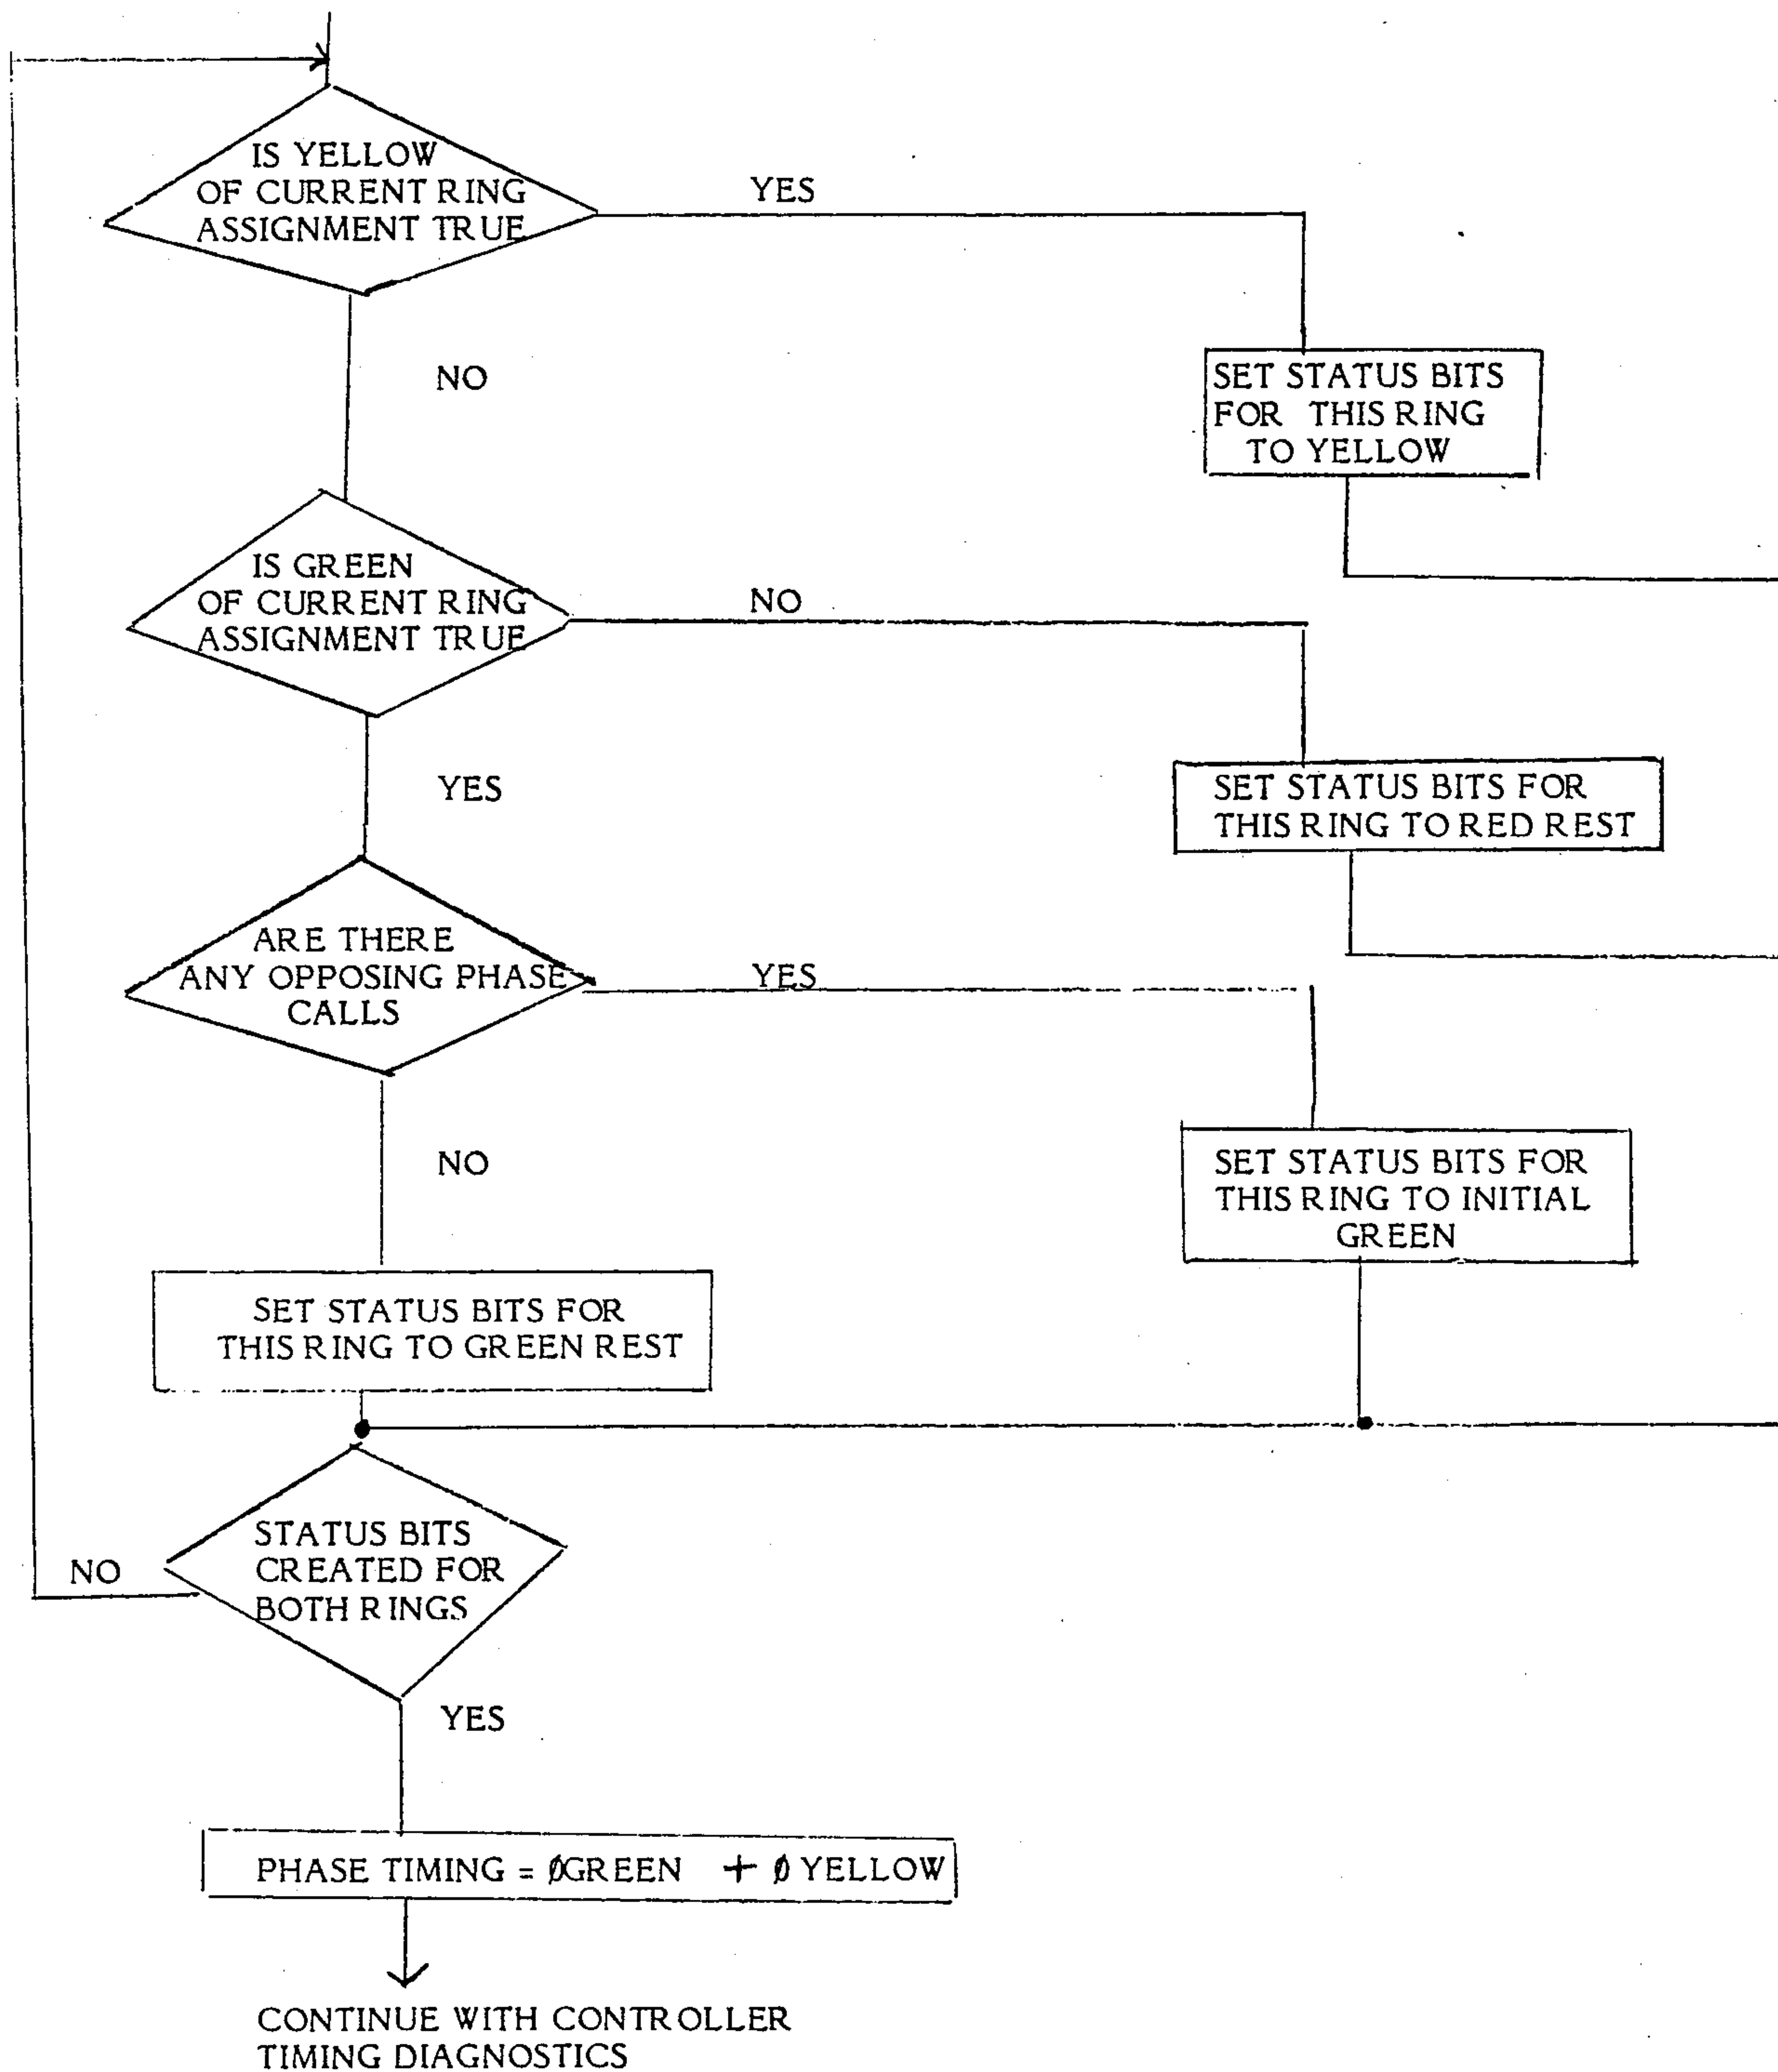 IS YELLOW
OF CURRENT RING
ASSIGNMENT TRUE
YES
NO
SET STATUS BITS
FOR THIS RING
TO YELLOW
IS GREEN
OF CURRENT RING
ASSIGNMENT TRUE
NO
YES
SET STATUS BITS FOR
THIS RING TO RED REST
ARE THERE
ANY OPPOSING PHASE
CALLS
YES
NO
SET STATUS BITS FOR
THIS RING TO INITIAL
GREEN
SET STATUS BITS FOR
THIS RING TO GREEN REST
STATUS BITS
CREATED FOR
BOTH RINGS
NO
YES
PHASE TIMING = ØGREEN + Ø YELLOW
CONTINUE WITH CONTROLLER
TIMING DIAGNOSTICS